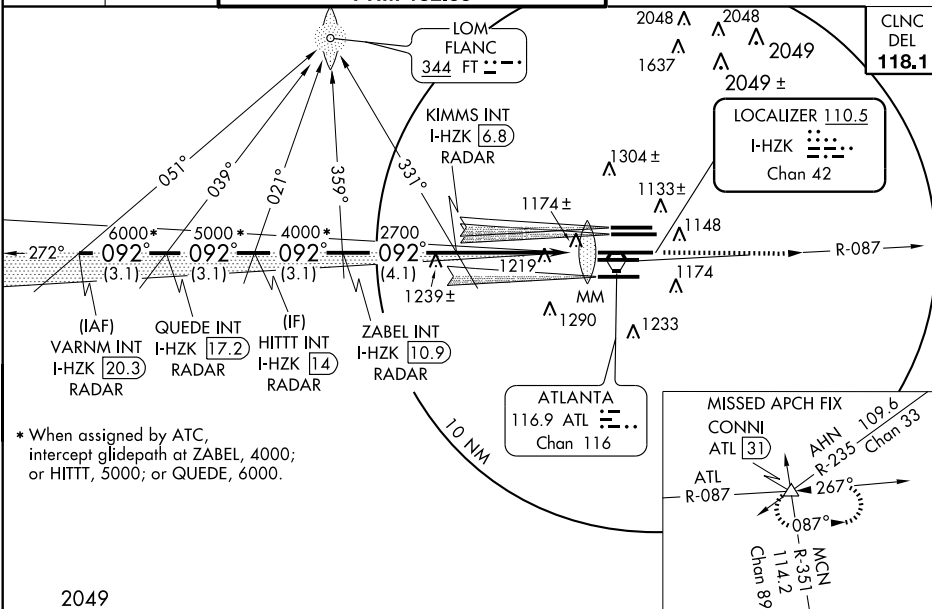 CLNC
DEL
118.1
2048
2048
2049
1637
2049 ±
LOM
FLANC
344 FT
LOCALIZER 110.5
I-HZK
Chan 42
KIMMS INT
I-HZK 6.8
RADAR
1304 ±
1133 ±
1174 ±
1148
051°
039°
021°
359°
331°
6000 *
5000 *
4000 *
2700
272°
092°
092°
092°
092°
(3.1)
(3.1)
(3.1)
(4.1)
1219
R-087
1239 ±
MM
1174
1290
1233
(IAF)
VARNM INT
I-HZK 20.3
RADAR
QUEDE INT
I-HZK 17.2
RADAR
(IF)
HITTT INT
I-HZK 14
RADAR
ZABEL INT
I-HZK 10.9
RADAR
ATLANTA
116.9 ATL
Chan 116
10 NM
* When assigned by ATC,
intercept glidepath at ZABEL, 4000;
or HITTT, 5000; or QUEDE, 6000.
MISSED APCH FIX
CONNI
ATL 31
AHN 109.6
R-235 Chan 33
ATL
R-087
267°
087°
MCN
R-351 114.2
Chan 89
2049